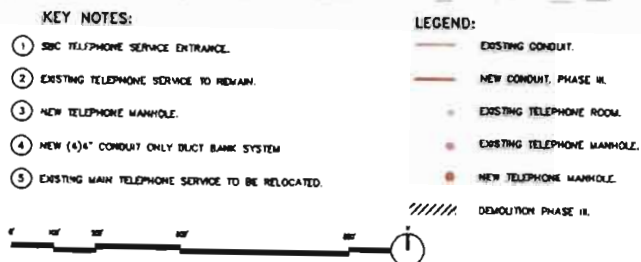 KEY NOTES:
1 SBC TELEPHONE SERVICE ENTRANCE.
2 EXISTING TELEPHONE SERVICE TO REMAIN.
3 NEW TELEPHONE MANHOLE.
4 NEW (4)4" CONDUIT ONLY DUCT BANK SYSTEM
5 EXISTING MAIN TELEPHONE SERVICE TO BE RELOCATED.
LEGEND:
EXISTING CONDUIT.
NEW CONDUIT, PHASE III.
EXISTING TELEPHONE ROOM.
EXISTING TELEPHONE MANHOLE.
NEW TELEPHONE MANHOLE.
DEMOLITION PHASE III.